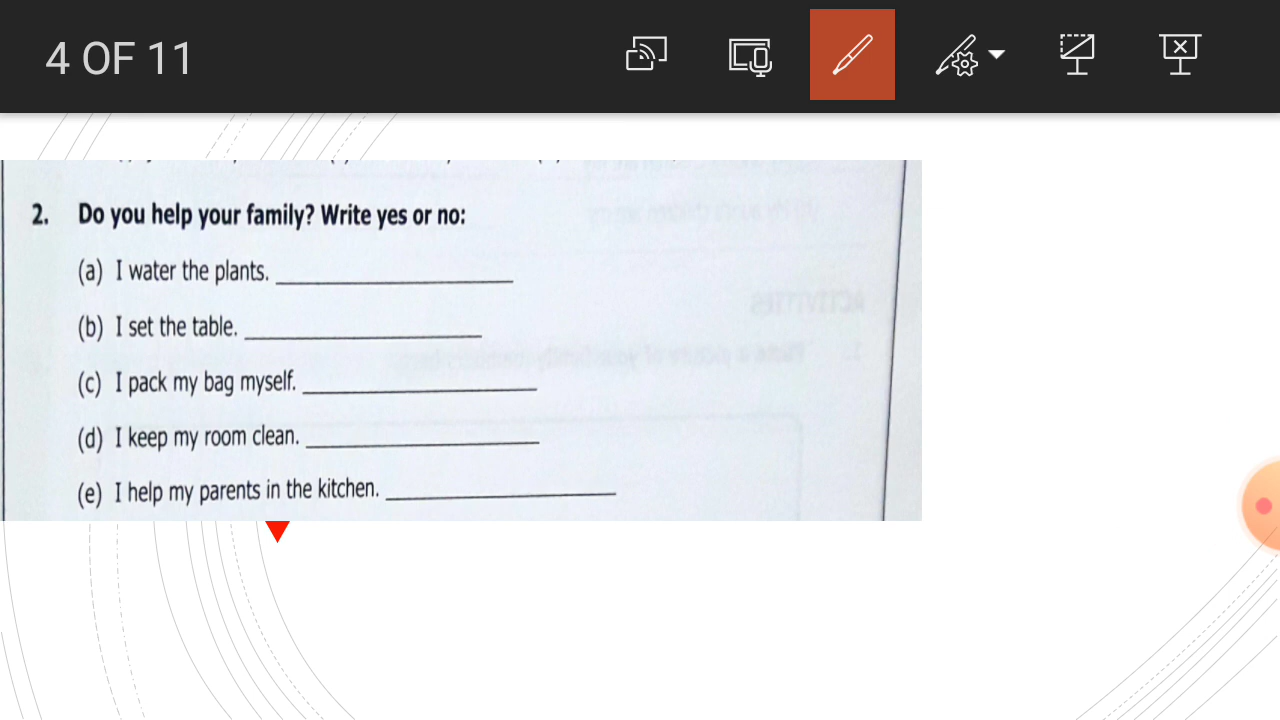 4 OF 11
2. Do you help your family? Write yes or no:
(a) I water the plants.
(b) I set the table.
(c) I pack my bag myself.
(d) I keep my room clean.
(e) I help my parents in the kitchen.